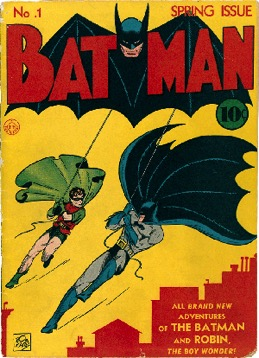 No.1 SPRING ISSUE
BATMAN
10¢
ALL BRAND NEW
ADVENTURES
OF THE BATMAN
AND ROBIN,
THE BOY WONDER!